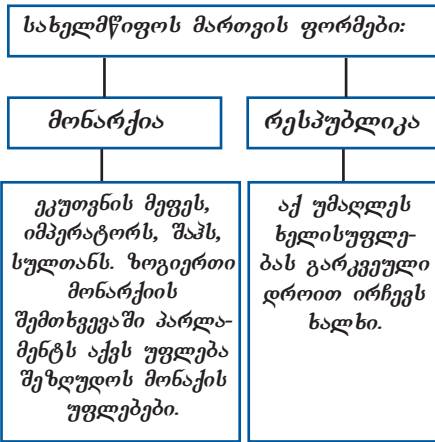 სახელმწიფოს მართვის ფორმები:
მონარქია
რესპუბლიკა
ეკუთვნის მეფეს,
იმპერატორს, შაჰს,
სულთანს. ზოგიერთი
მონარქიის
შემთხვევაში პარლა-
მენტს აქვს უფლება
შეზღუდოს მონაქის
უფლებები.
აქ უმაღლეს
ხელისუფლე-
ბას გარკვეული
დროით ირჩევს
ხალხი.